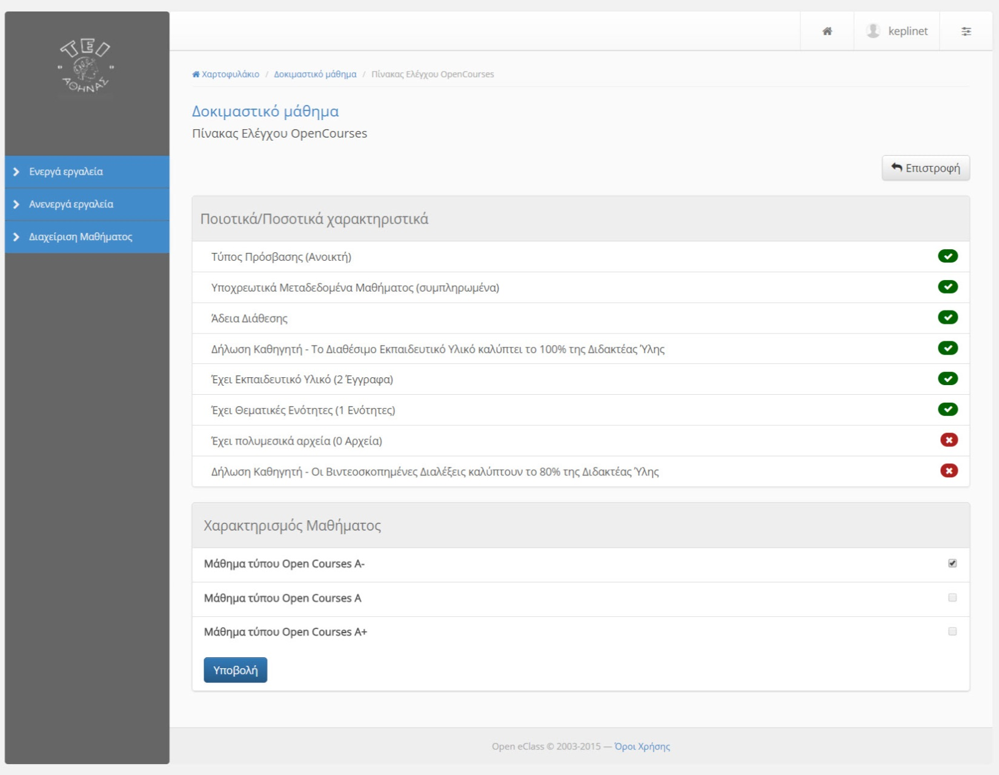 ΤΕΙ
ΑΘΗΝΑΣ
keplinet
Χαρτοφυλάκιο / Δοκιμαστικό μάθημα / Πίνακας Ελέγχου OpenCourses
Δοκιμαστικό μάθημα
Πίνακας Ελέγχου OpenCourses
Επιστροφή
Ενεργά εργαλεία
Ανενεργά εργαλεία
Διαχείριση Μαθήματος
Ποιοτικά/Ποσοτικά χαρακτηριστικά
Τύπος Πρόσβασης (Ανοικτή)
Υποχρεωτικά Μεταδεδομένα Μαθήματος (συμπληρωμένα)
Άδεια Διάθεσης
Δήλωση Καθηγητή - Το Διαθέσιμο Εκπαιδευτικό Υλικό καλύπτει το 100% της Διδακτέας Ύλης
Έχει Εκπαιδευτικό Υλικό (2 Έγγραφα)
Έχει Θεματικές Ενότητες (1 Ενότητες)
Έχει πολυμεσικά αρχεία (0 Αρχεία)
Δήλωση Καθηγητή - Οι Βιντεοσκοπημένες Διαλέξεις καλύπτουν το 80% της Διδακτέας Ύλης
Χαρακτηρισμός Μαθήματος
Μάθημα τύπου Open Courses A-
Μάθημα τύπου Open Courses A
Μάθημα τύπου Open Courses A+
Υποβολή
Open eClass © 2003-2015 — Όροι Χρήσης